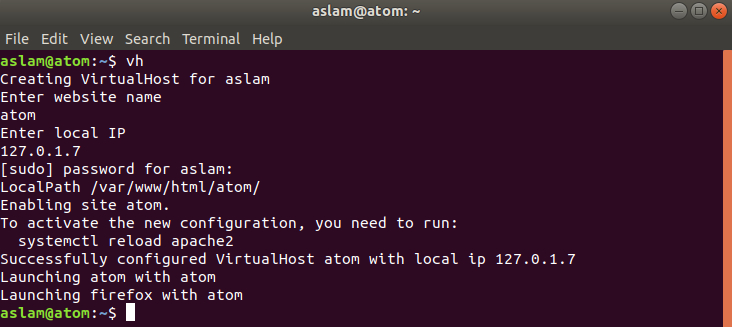 aslam@atom: ~
File Edit View Search Terminal Help
aslam@atom:~$ vh
Creating VirtualHost for aslam
Enter website name
atom
Enter local IP
127.0.1.7
[sudo] password for aslam:
LocalPath /var/www/html/atom/
Enabling site atom.
To activate the new configuration, you need to run:
  systemctl reload apache2
Successfully configured VirtualHost atom with local ip 127.0.1.7
Launching atom with atom
Launching firefox with atom
aslam@atom:~$